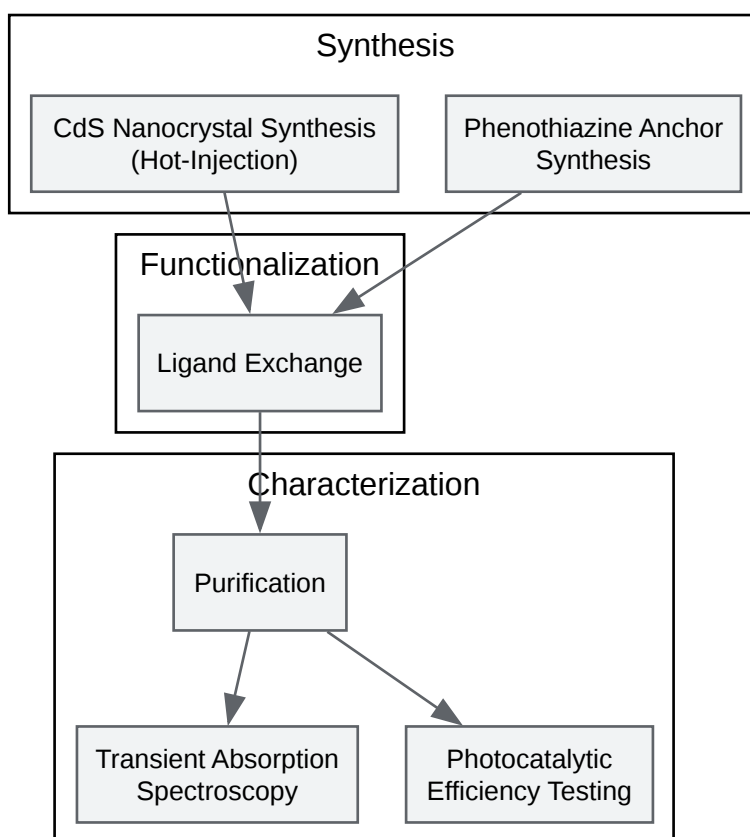 Synthesis
CdS Nanocrystal Synthesis
(Hot-Injection)
Phenothiazine Anchor
Synthesis
Functionalization
Ligand Exchange
Characterization
Purification
Transient Absorption
Spectroscopy
Photocatalytic
Efficiency Testing